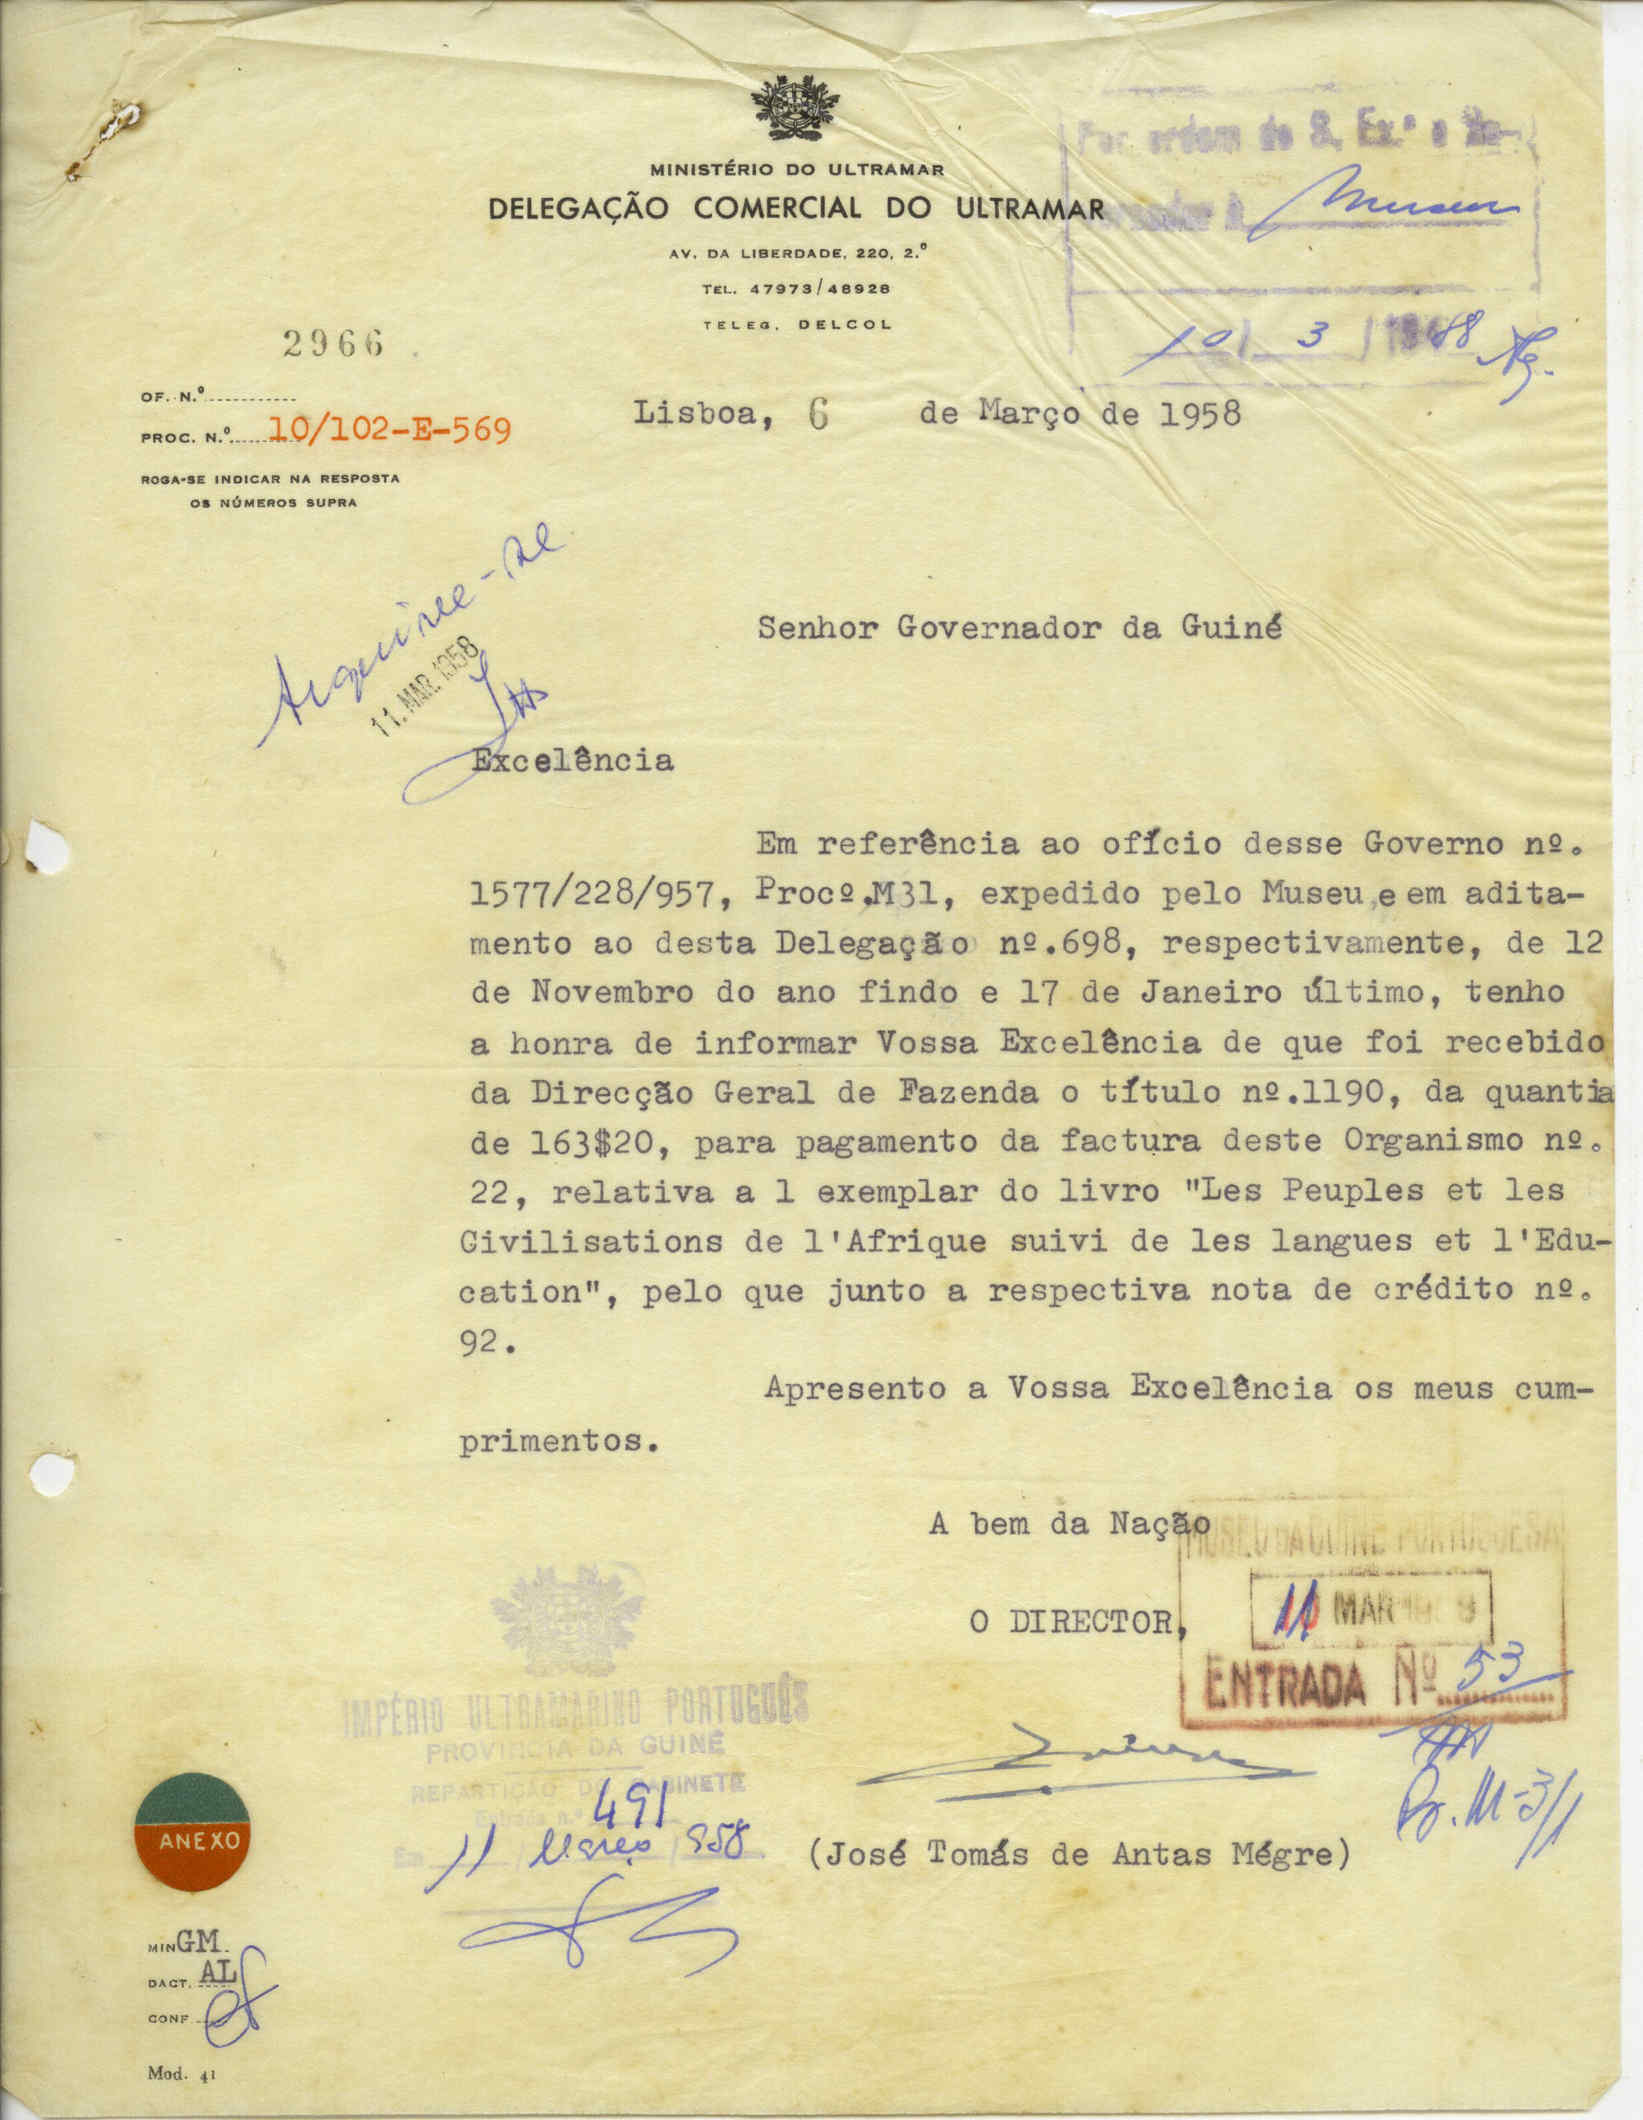 MINISTÉRIO DO ULTRAMAR
DELEGAÇÃO COMERCIAL DO ULTRAMAR
AV. DA LIBERDADE, 220, 2.º
TEL. 47973/48928
TELEG. DELCOL
Por ordem de S. Ex.ª o
Museu
10 / 3 / 19
2966
OF. N.º
PROC. N.º 10/102-E-569
ROGA-SE INDICAR NA RESPOSTA
OS NÚMEROS SUPRA
Lisboa, 6 de Março de 1958
Arquive-se
11. MAR. 1958
Senhor Governador da Guiné
Excelência
Em referência ao ofício desse Governo nº.
1577/228/957, Procº.M31, expedido pelo Museu,e em adita-
mento ao desta Delegação nº.698, respectivamente, de 12
de Novembro do ano findo e 17 de Janeiro último, tenho
a honra de informar Vossa Excelência de que foi recebido
da Direcção Geral de Fazenda o título nº.1190, da quantia
de 163$20, para pagamento da factura deste Organismo nº.
22, relativa a 1 exemplar do livro "Les Peuples et les
Givilisations de l'Afrique suivi de les langues et l'Edu-
cation", pelo que junto a respectiva nota de crédito nº.
92.
Apresento a Vossa Excelência os meus cum-
primentos.
A bem da Nação
O DIRECTOR,
MUSEU DA GUINÉ PORTUGUESA
11 MAR
ENTRADA Nº 53
Pr. M-3/1
IMPÉRIO ULTRAMARINO PORTUGUÊS
PROVÍNCIA DA GUINÉ
REPARTIÇÃO DO GABINETE
Entrada n.º 491
Em 11 Março 958
(José Tomás de Antas Mégre)
ANEXO
MIN GM
DACT. AL
CONF
Mod. 41